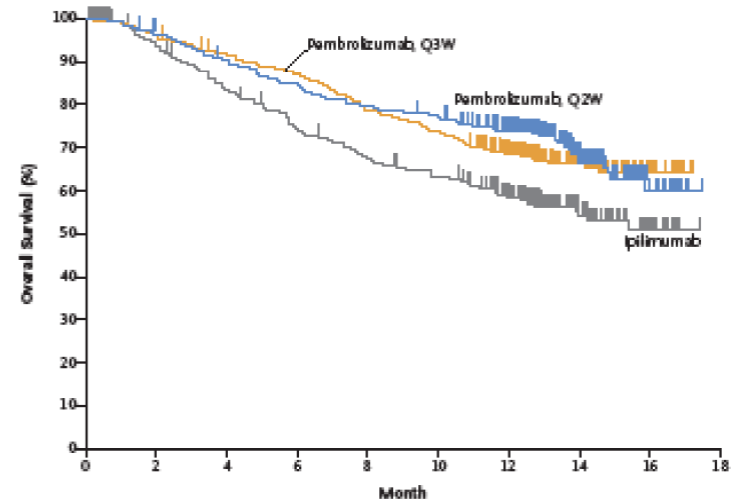 100
90
80
70
60
50
40
30
20
10
0
Overall Survival (%)
Pembrolizumab, Q3W
Pembrolizumab, Q2W
Ipilimumab
0 2 4 6 8 10 12 14 16 18
Month